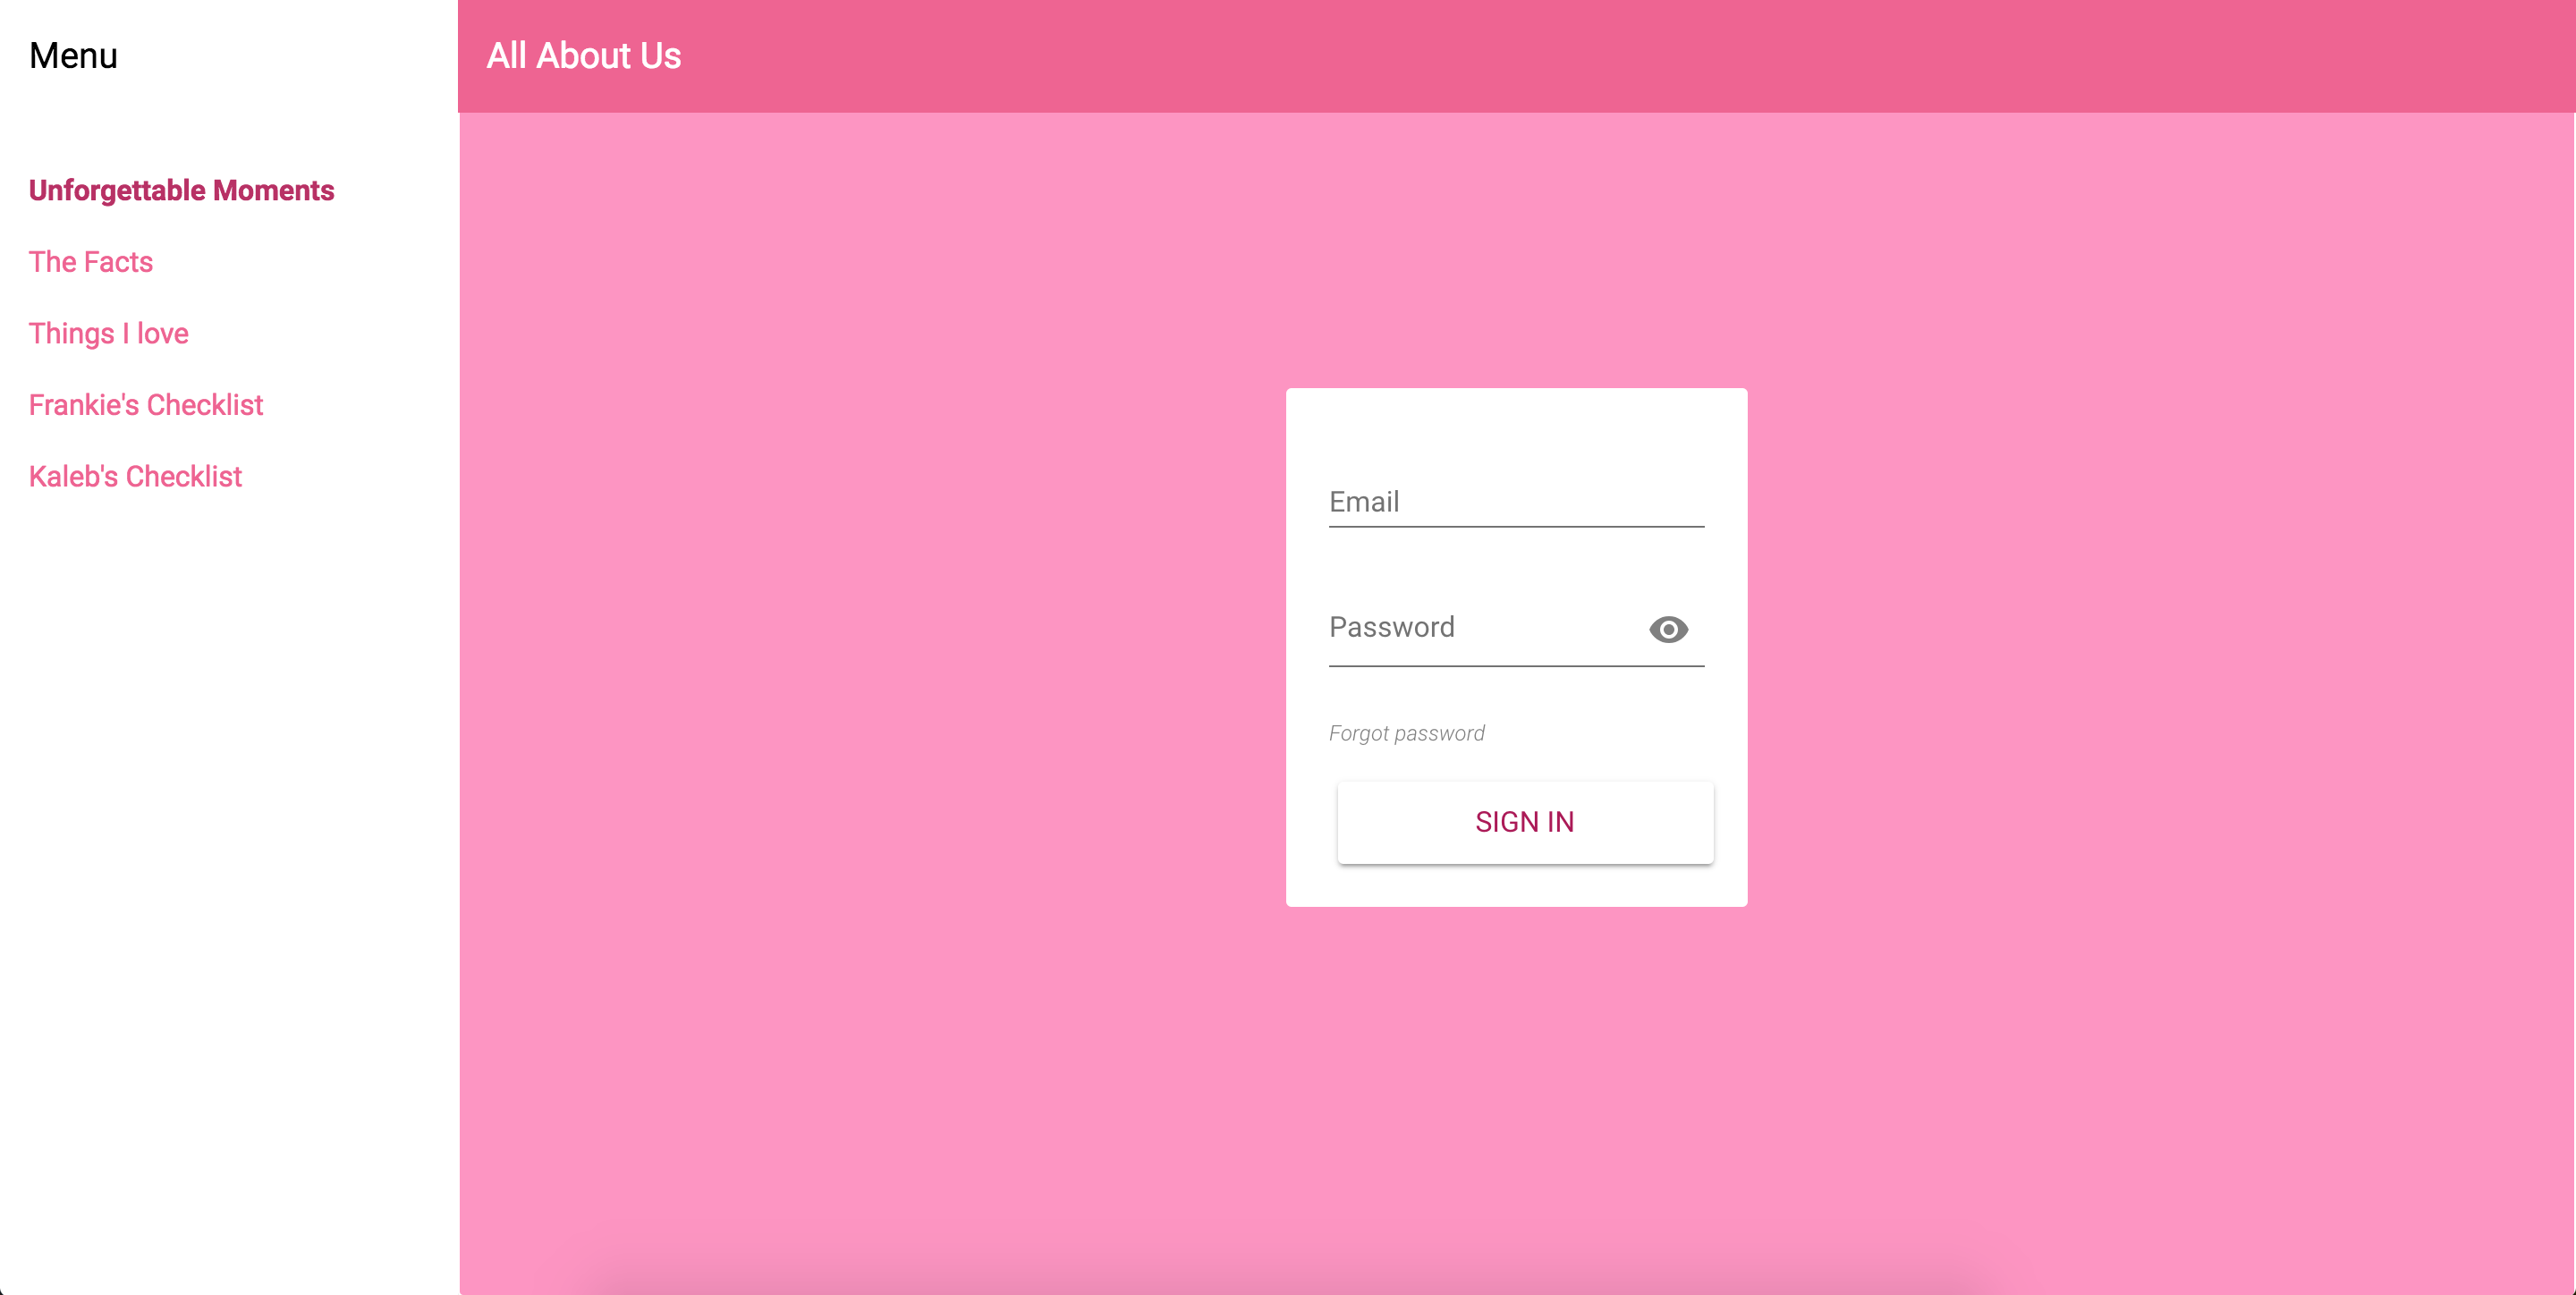 Menu
All About Us
Unforgettable Moments
The Facts
Things I love
Frankie's Checklist
Kaleb's Checklist
Email
Password
Forgot password
SIGN IN